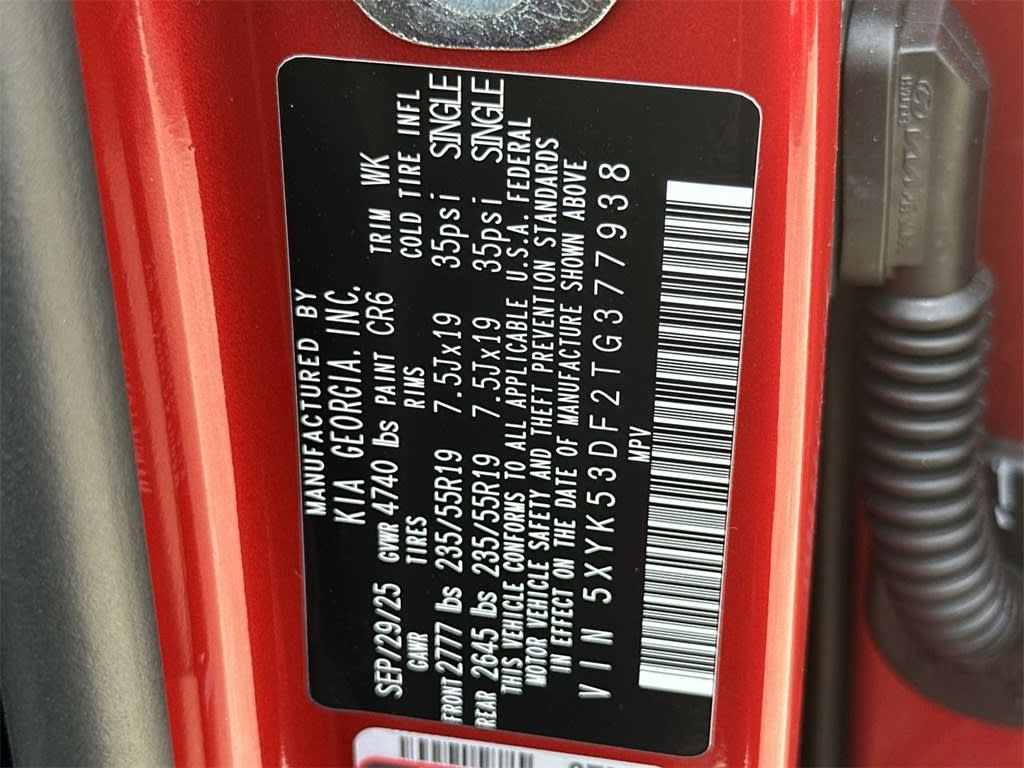 MANUFACTURED BY
KIA GEORGIA. INC.
SEP/29/25 GVWR 4740 lbs PAINT CR6 TRIM WK
GAWR TIRES RIMS COLD TIRE INFL
FRONT 2777 lbs 235/55R19 7.5Jx19 35psi SINGLE
REAR 2645 lbs 235/55R19 7.5Jx19 35psi SINGLE
THIS VEHICLE CONFORMS TO ALL APPLICABLE U.S.A. FEDERAL
MOTOR VEHICLE SAFETY AND THEFT PREVENTION STANDARDS
IN EFFECT ON THE DATE OF MANUFACTURE SHOWN ABOVE
VIN 5XYK53DF2TG377938
MPV